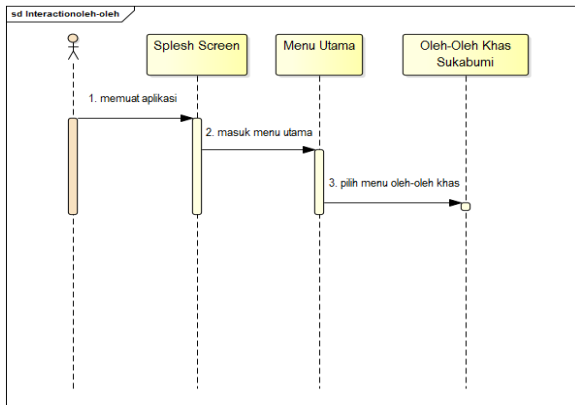 sd Interactionoleh-oleh
Splesh Screen
Menu Utama
Oleh-Oleh Khas
Sukabumi
1. memuat aplikasi
2. masuk menu utama
3. pilih menu oleh-oleh khas